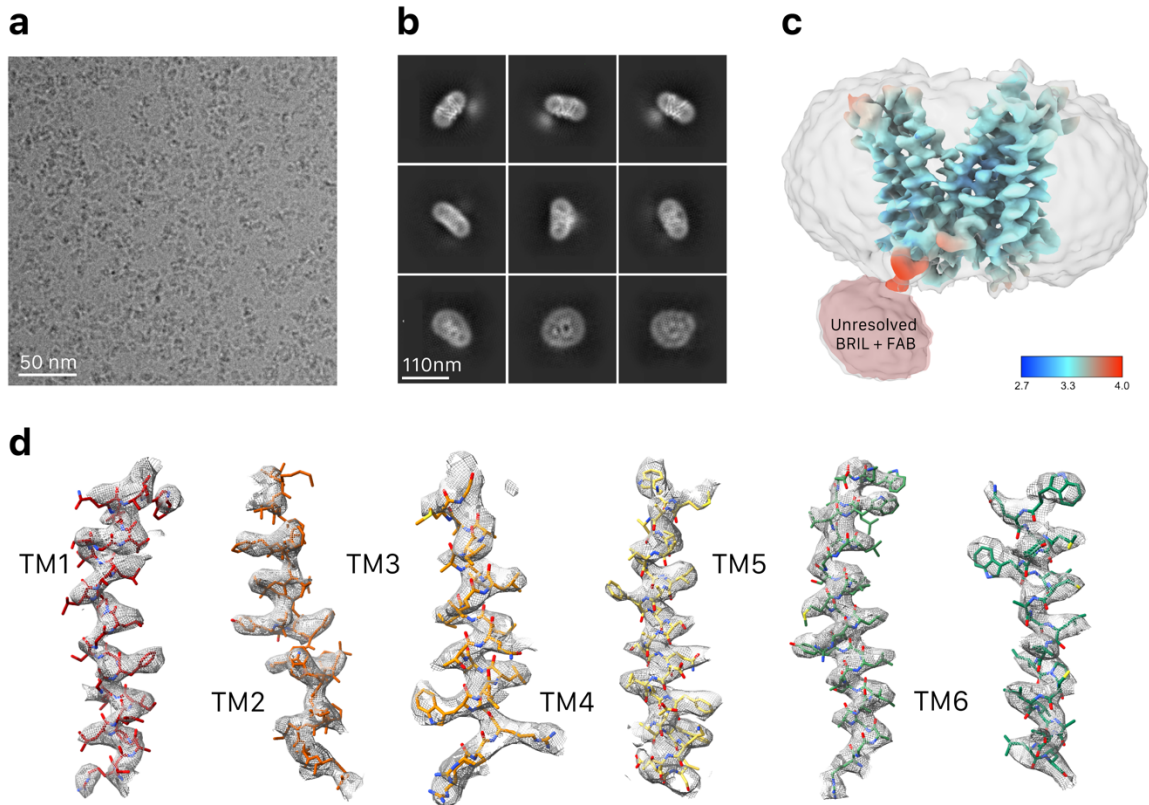 a
b
c
50 nm
110nm
Unresolved
BRIL + FAB
2.7 3.3 4.0
d
TM1
TM3
TM5
TM2
TM4
TM6